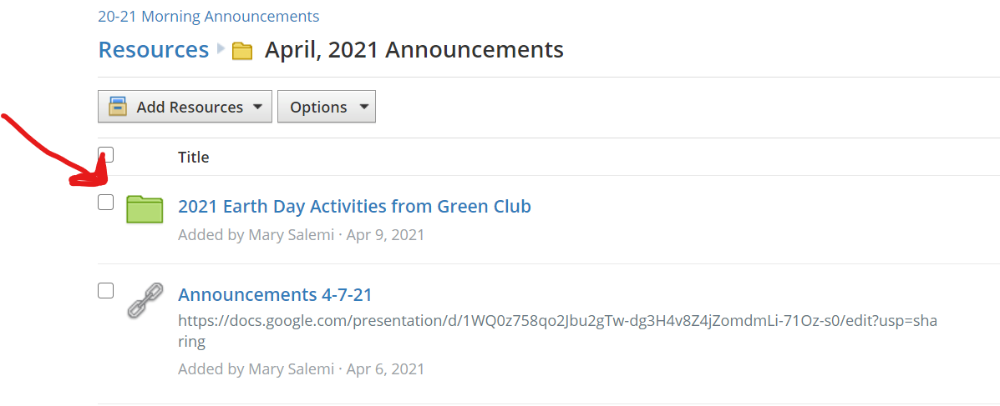 20-21 Morning Announcements
Resources April, 2021 Announcements
Add Resources Options
Title
2021 Earth Day Activities from Green Club
Added by Mary Salemi · Apr 9, 2021
Announcements 4-7-21
https://docs.google.com/presentation/d/1WQ0z758qo2Jbu2gTw-dg3H4v8Z4jZomdmLi-71Oz-s0/edit?usp=sha
ring
Added by Mary Salemi · Apr 6, 2021